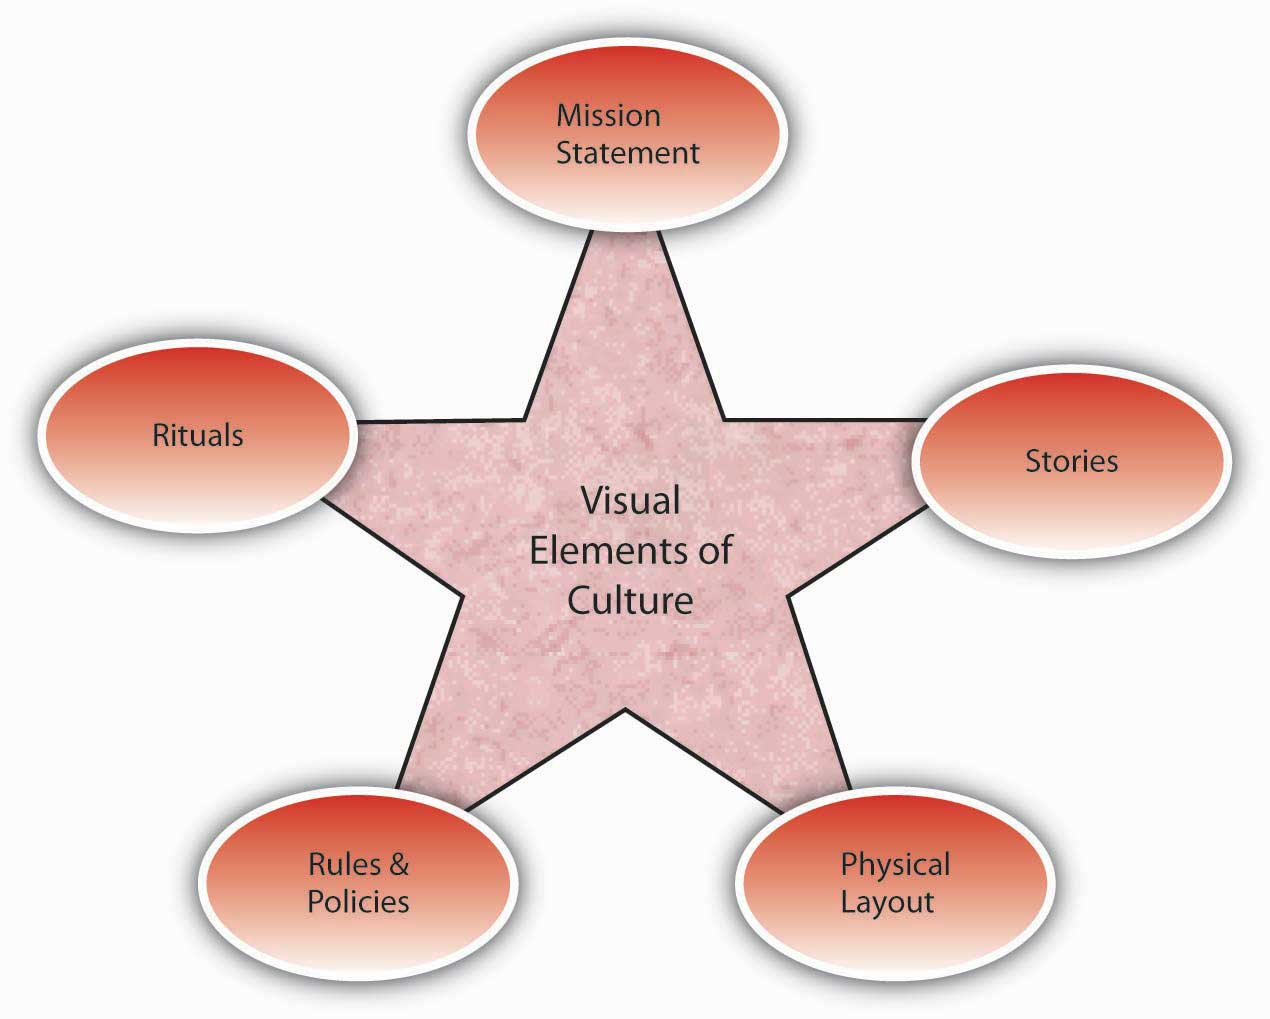 Mission
Statement
Rituals
Stories
Visual
Elements of
Culture
Rules &
Policies
Physical
Layout